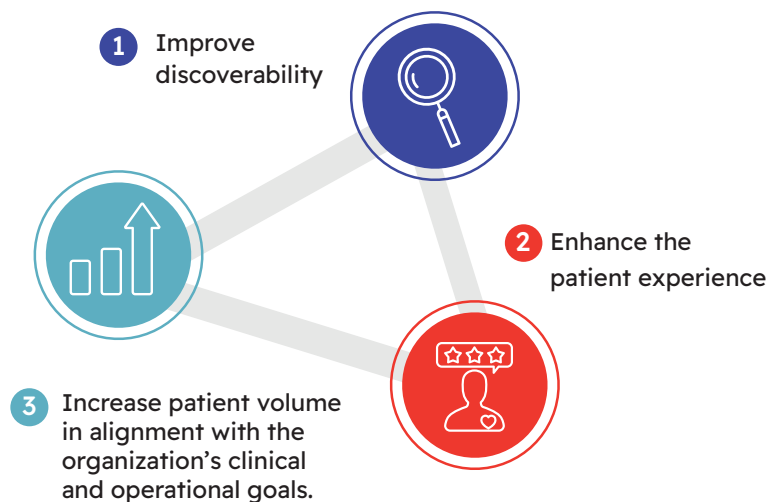 1 Improve
discoverability
2 Enhance the
patient experience
3 Increase patient volume
in alignment with the
organization’s clinical
and operational goals.